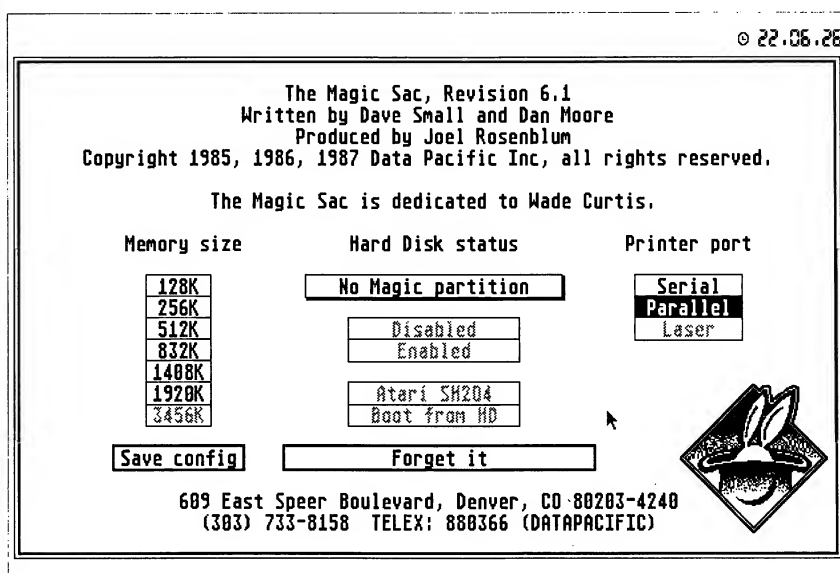 22.06.26
The Magic Sac, Revision 6.1
Written by Dave Small and Dan Moore
Produced by Joel Rosenblum
Copyright 1985, 1986, 1987 Data Pacific Inc, all rights reserved.
The Magic Sac is dedicated to Wade Curtis.
Memory size
Hard Disk status
Printer port
128K
256K
512K
832K
1408K
1920K
3456K
No Magic partition
Disabled
Enabled
Atari SH204
Boot from HD
Serial
Parallel
Laser
Save config
Forget it
609 East Speer Boulevard, Denver, CO 80203-4240
(303) 733-8158 TELEX: 880366 (DATAPACIFIC)